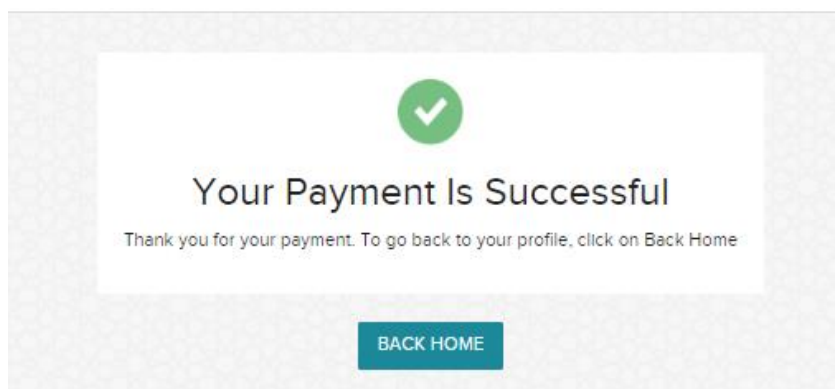 Your Payment Is Successful
Thank you for your payment. To go back to your profile, click on Back Home
BACK HOME